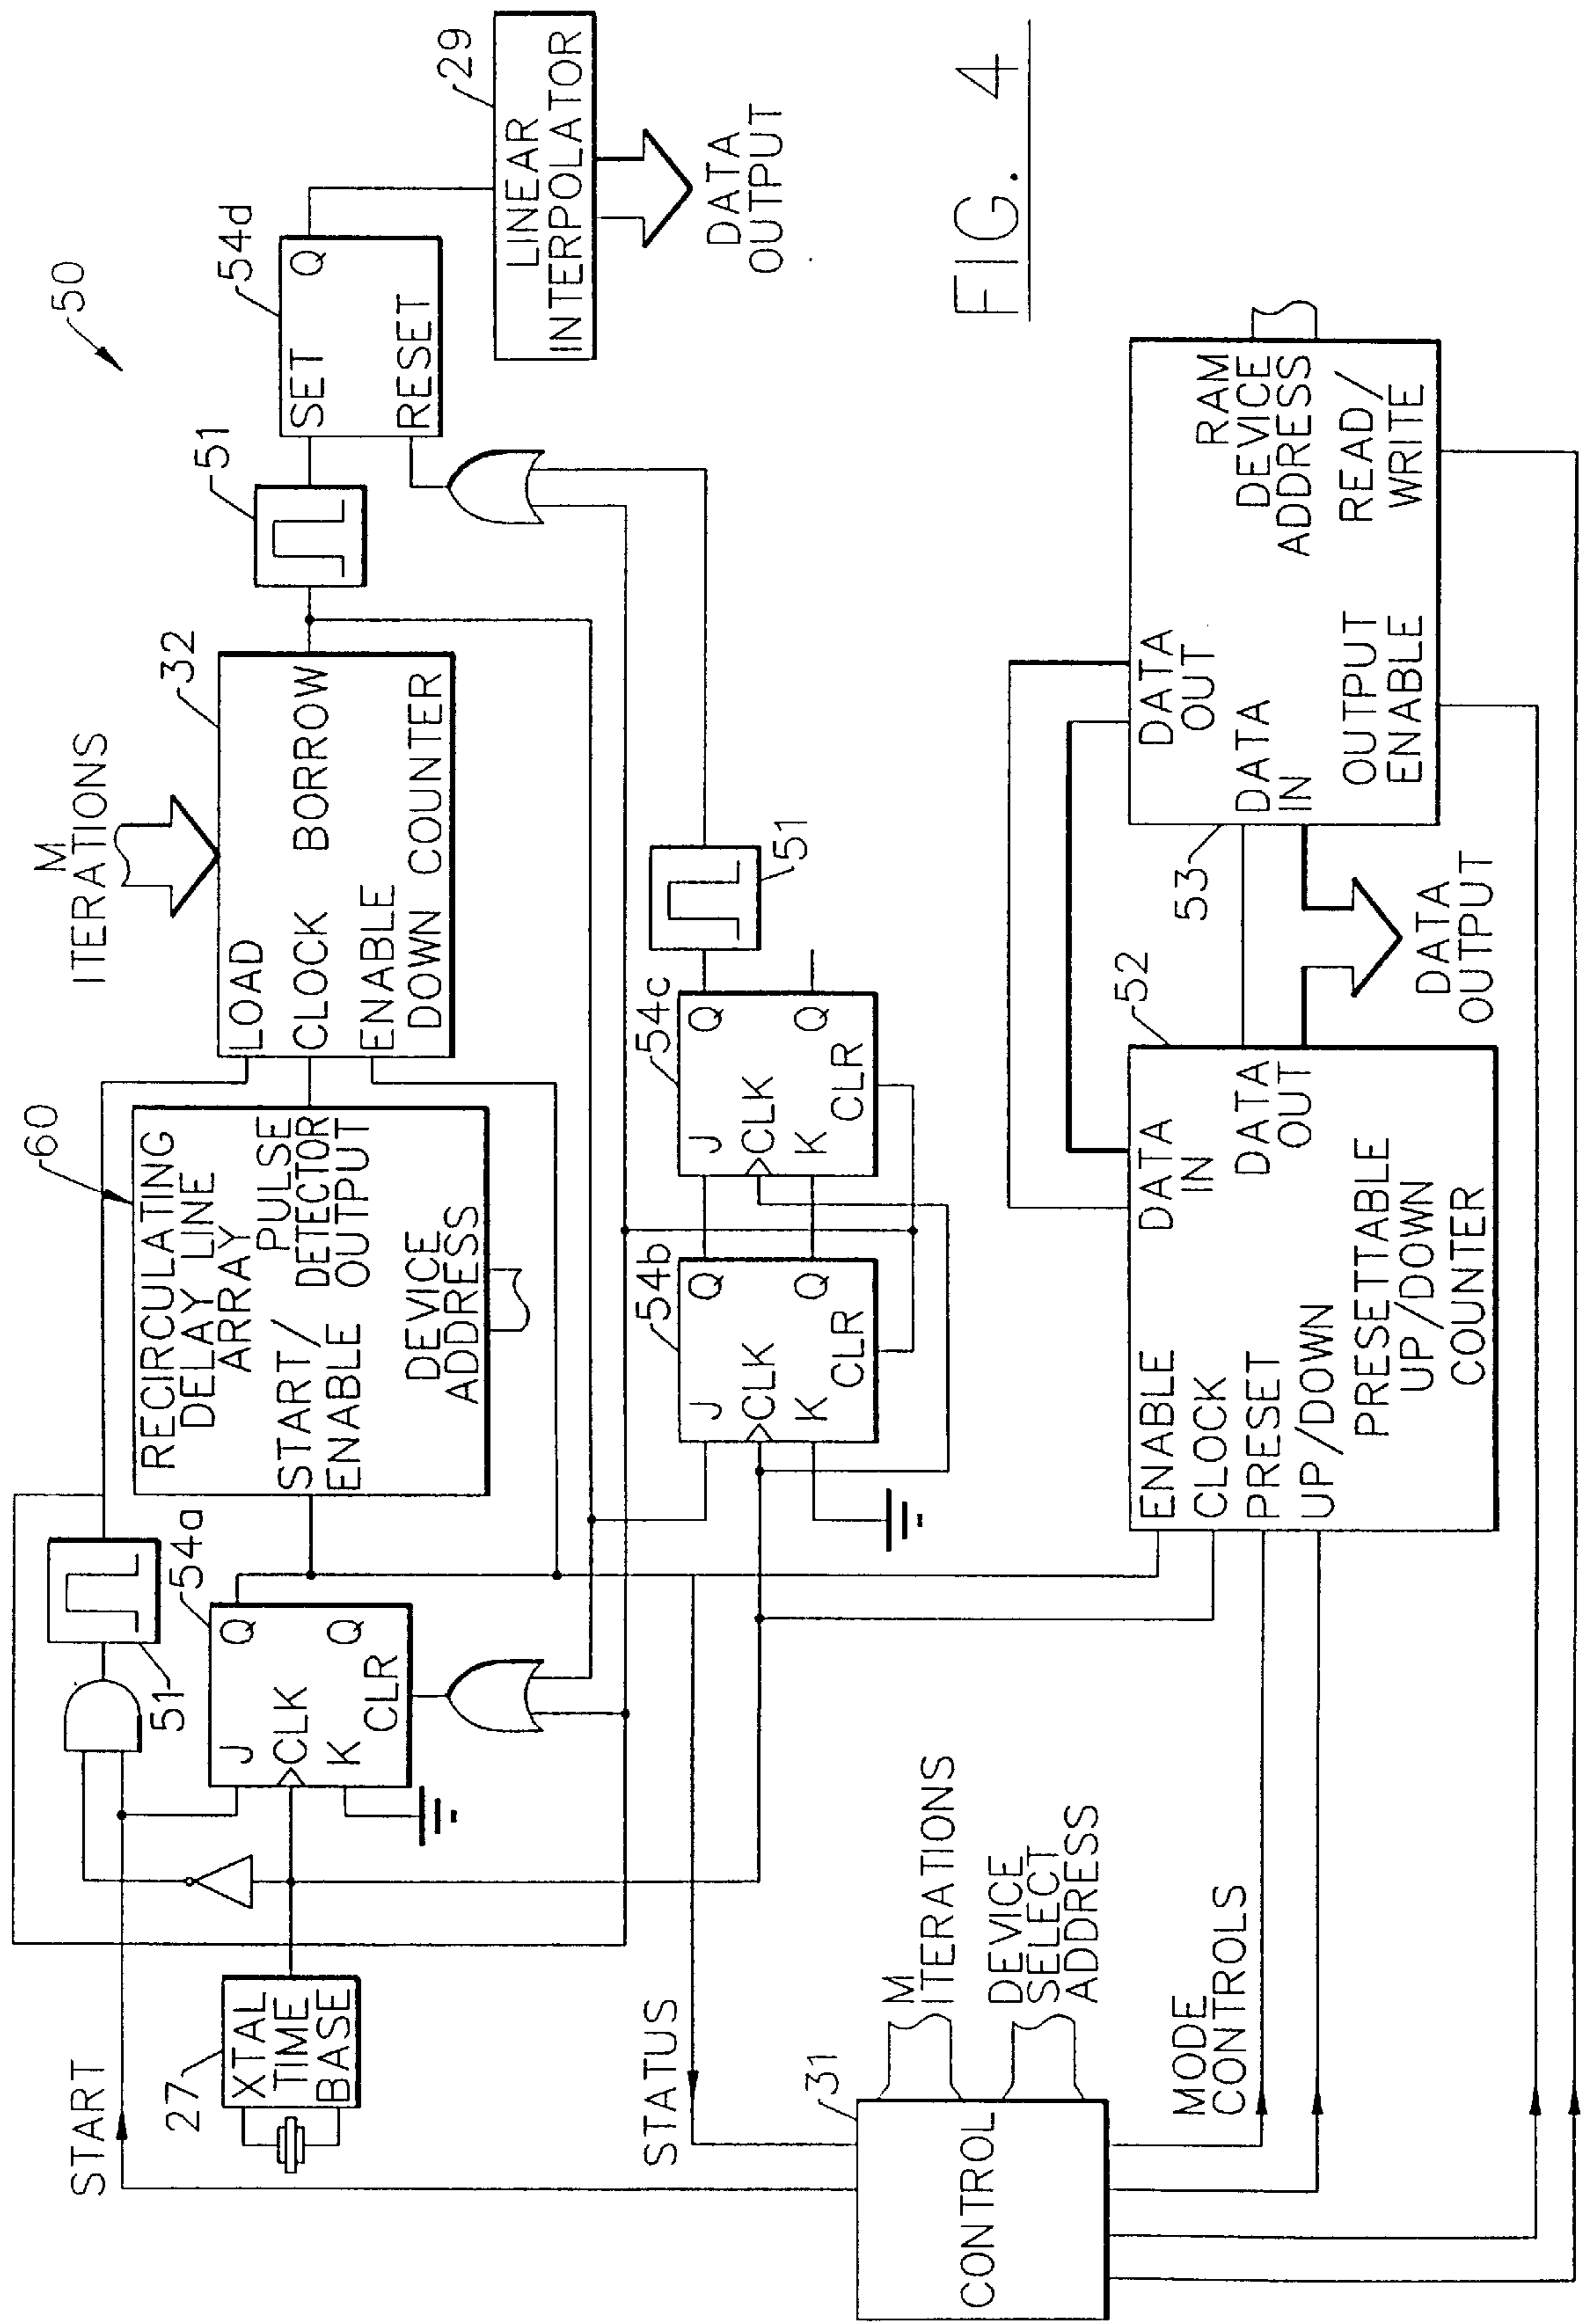 50
START
27
XTAL
TIME
BASE
51
J
CLK
K
Q
Q
CLR
54a
60
RECIRCULATING
DELAY LINE
ARRAY
START/
ENABLE
PULSE
DETECTOR
OUTPUT
DEVICE
ADDRESS
M
ITERATIONS
32
LOAD
CLOCK
BORROW
ENABLE
DOWN COUNTER
51
54d
SET
Q
RESET
29
LINEAR
INTERPOLATOR
DATA
OUTPUT
54b
J
CLK
K
Q
Q
CLR
54c
J
CLK
K
Q
Q
CLR
51
STATUS
31
CONTROL
M
ITERATIONS
DEVICE
SELECT
ADDRESS
MODE
CONTROLS
52
ENABLE
CLOCK
PRESET
UP/DOWN
DATA
IN
DATA
OUT
PRESETTABLE
UP/DOWN
COUNTER
DATA
OUTPUT
53
DATA
OUT
DATA
IN
OUTPUT
ENABLE
RAM
DEVICE
ADDRESS
READ/
WRITE
FIG. 4